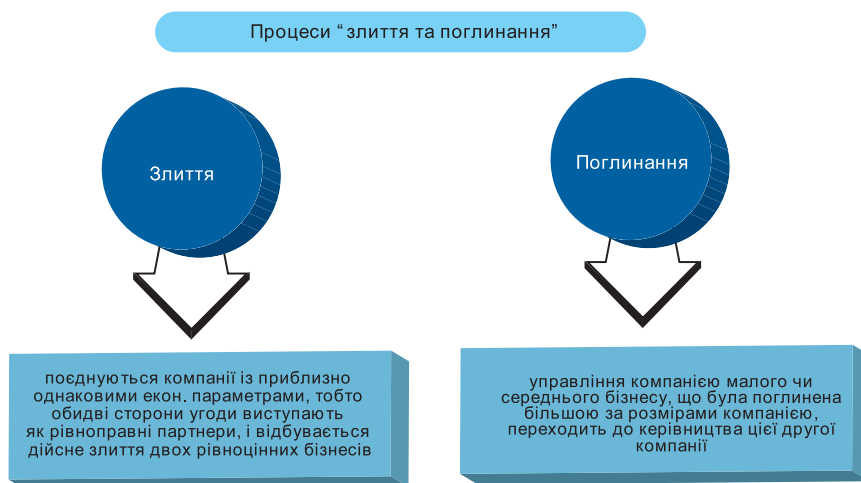 Процеси “ злиття та поглинання”
Злиття
Поглинання
поєднуються компанії із приблизно
однаковими екон. параметрами, тобто
обидві сторони угоди виступають
як рівноправні партнери, і відбувається
дійсне злиття двох рівноцінних бізнесів
управління компанією малого чи
середнього бізнесу, що була поглинена
більшою за розмірами компанією,
переходить до керівництва цієї другої
компанії